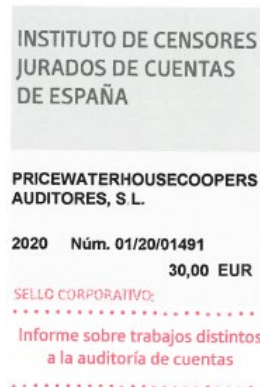 INSTITUTO DE CENSORES
JURADOS DE CUENTAS
DE ESPAÑA
PRICEWATERHOUSECOOPERS
AUDITORES, S.L.
2020 Núm. 01/20/01491
30,00 EUR
SELLO CORPORATIVO:
Informe sobre trabajos distintos
a la auditoría de cuentas